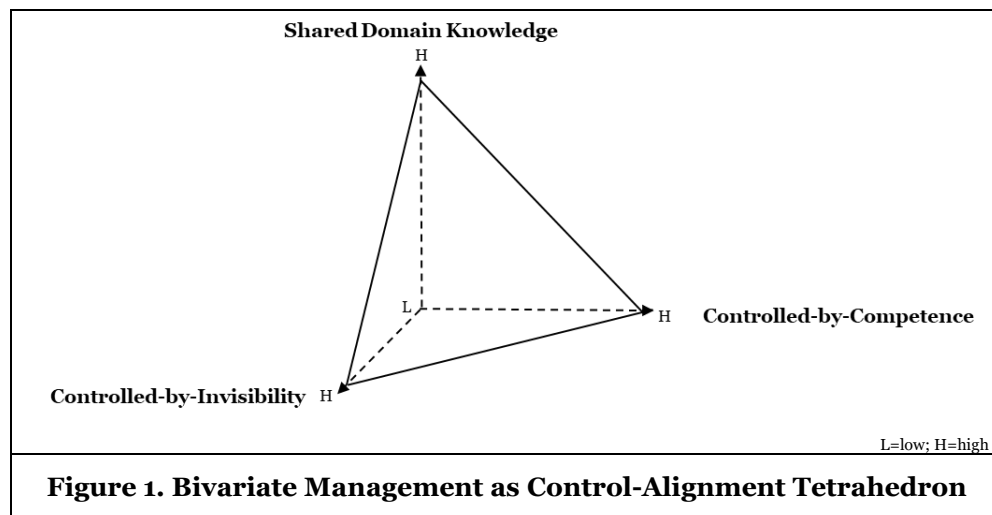 Shared Domain Knowledge
H
L
H
Controlled-by-Competence
Controlled-by-Invisibility
H
L=low; H=high
Figure 1. Bivariate Management as Control-Alignment Tetrahedron